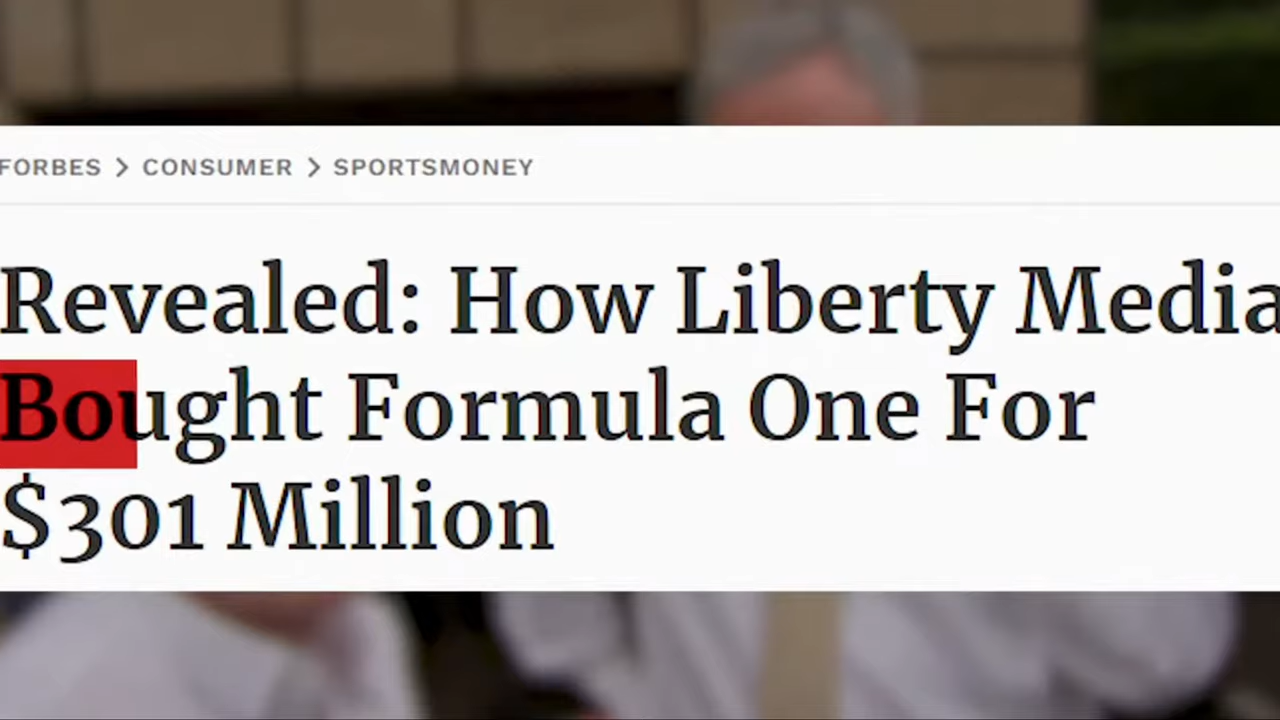 FORBES > CONSUMER > SPORTSMONEY
Revealed: How Liberty Media
Bought Formula One For
$301 Million